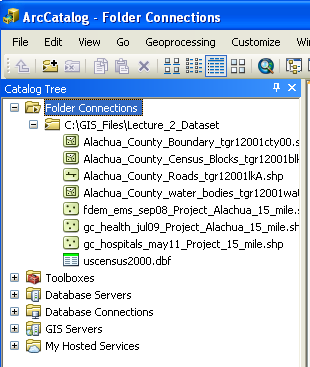 ArcCatalog - Folder Connections
File Edit View Go Geoprocessing Customize Wi
Catalog Tree
Folder Connections
C:\GIS_Files\Lecture_2_Dataset
Alachua_County_Boundary_tgr12001cty00.s
Alachua_County_Census_Blocks_tgr12001blk
Alachua_County_Roads_tgr12001lkA.shp
Alachua_County_water_bodies_tgr12001wat
fdem_ems_sep08_Project_Alachua_15_mile.s
gc_health_jul09_Project_Alachua_15_mile.sh
gc_hospitals_may11_Project_15_mile.shp
uscensus2000.dbf
Toolboxes
Database Servers
Database Connections
GIS Servers
My Hosted Services